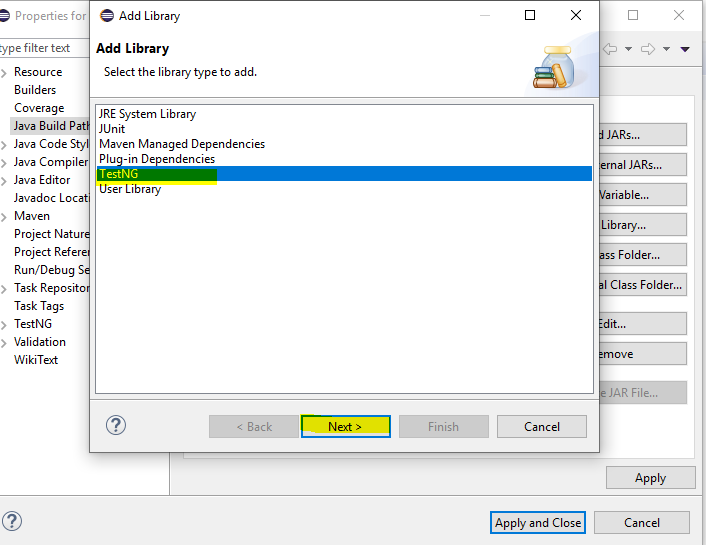 Properties for
Add Library
type filter text
Resource
Builders
Coverage
Java Build Path
Java Code Styl
Java Compiler
Java Editor
Javadoc Locati
Maven
Project Nature
Project Referen
Run/Debug Se
Task Repositor
Task Tags
TestNG
Validation
WikiText
Add Library
Select the library type to add.
JRE System Library
JUnit
Maven Managed Dependencies
Plug-in Dependencies
TestNG
User Library
< Back
Next >
Finish
Cancel
d JARs...
ernal JARs...
Variable...
Library...
ass Folder...
al Class Folder...
Edit...
emove
e JAR File...
Apply
Apply and Close
Cancel